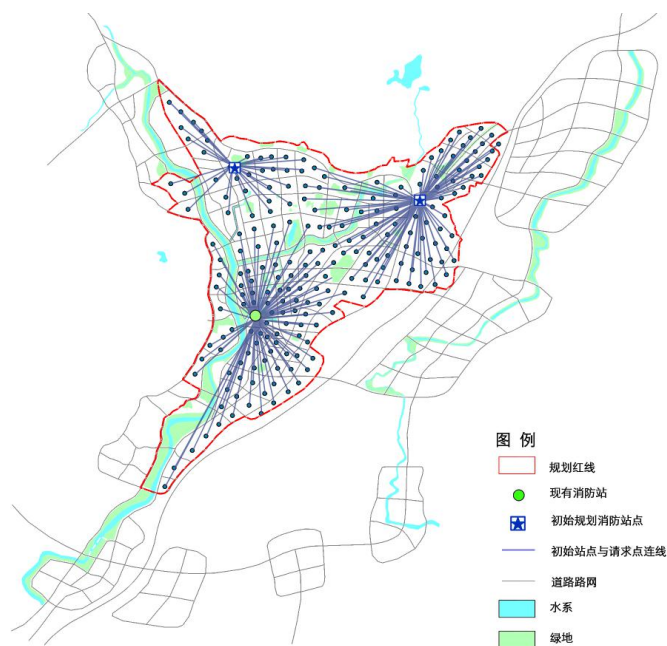 图 例
规划红线
现有消防站
初始规划消防站点
初始站点与请求点连线
道路路网
水系
绿地